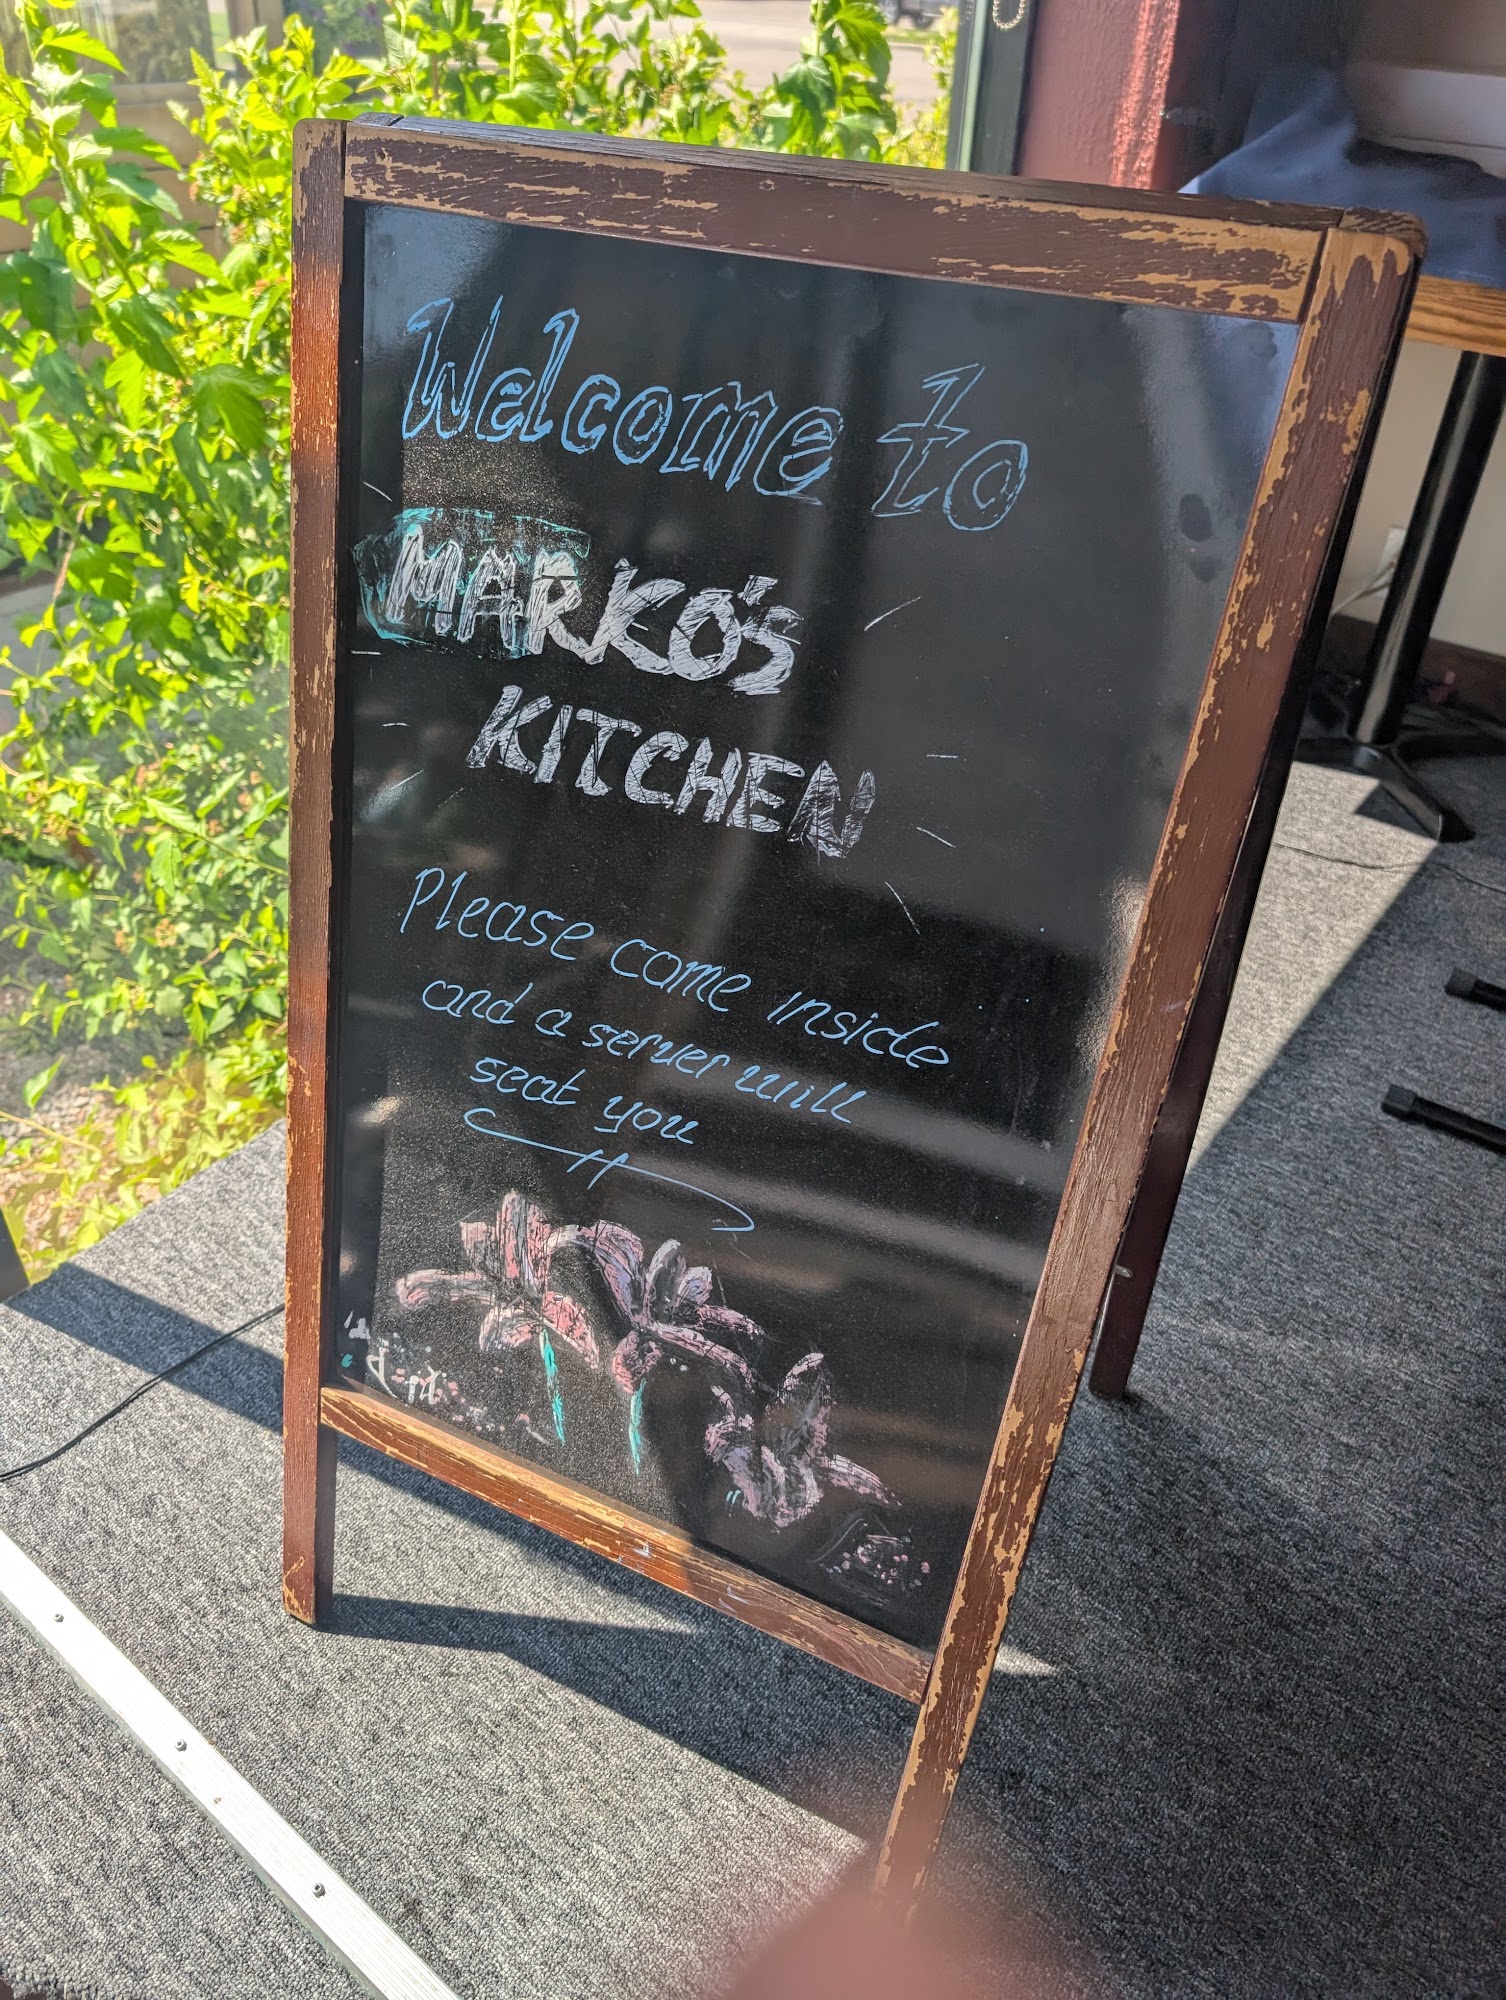 Welcome to
MARKO'S
KITCHEN
Please come inside
and a server will
seat you